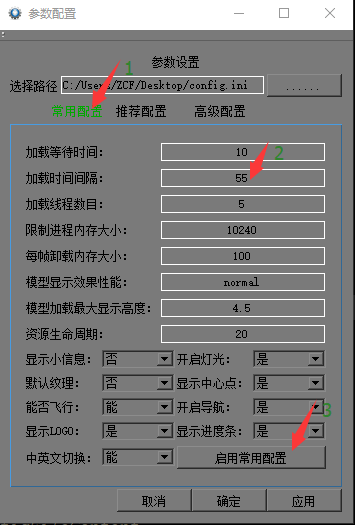 参数配置
参数设置
选择路径 C:/Users/ZCF/Desktop/config.ini ......
1
常用配置 推荐配置 高级配置
加载等待时间: 10
2
加载时间间隔: 55
加载线程数目: 5
限制进程内存大小: 10240
每帧卸载内存大小: 100
模型显示效果性能: normal
模型加载最大显示高度: 4.5
资源生命周期: 20
显示小信息: 否 开启灯光: 是
默认纹理: 否 显示中心点: 是
能否飞行: 能 开启导航: 是
3
显示LOGO: 是 显示进度条: 是
中英文切换: 能 启用常用配置
取消 确定 应用